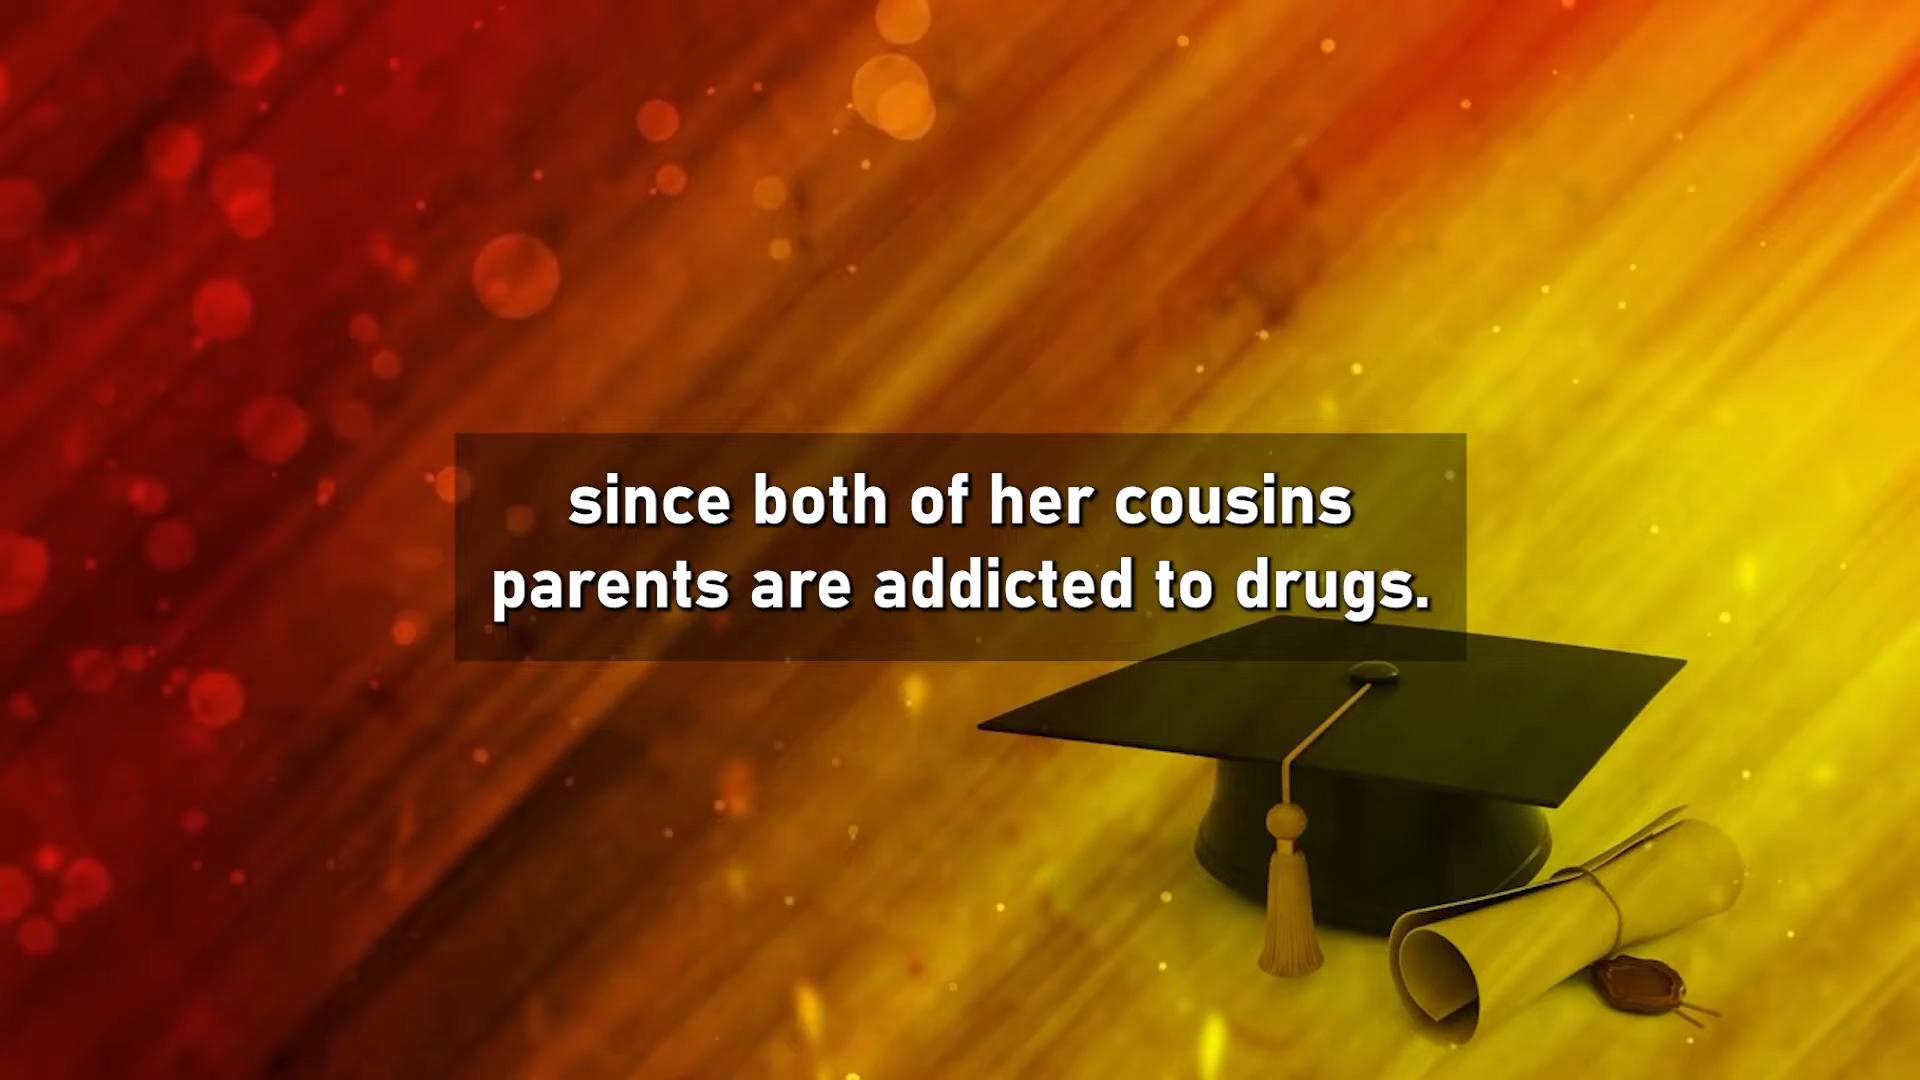 since both of her cousins
parents are addicted to drugs.